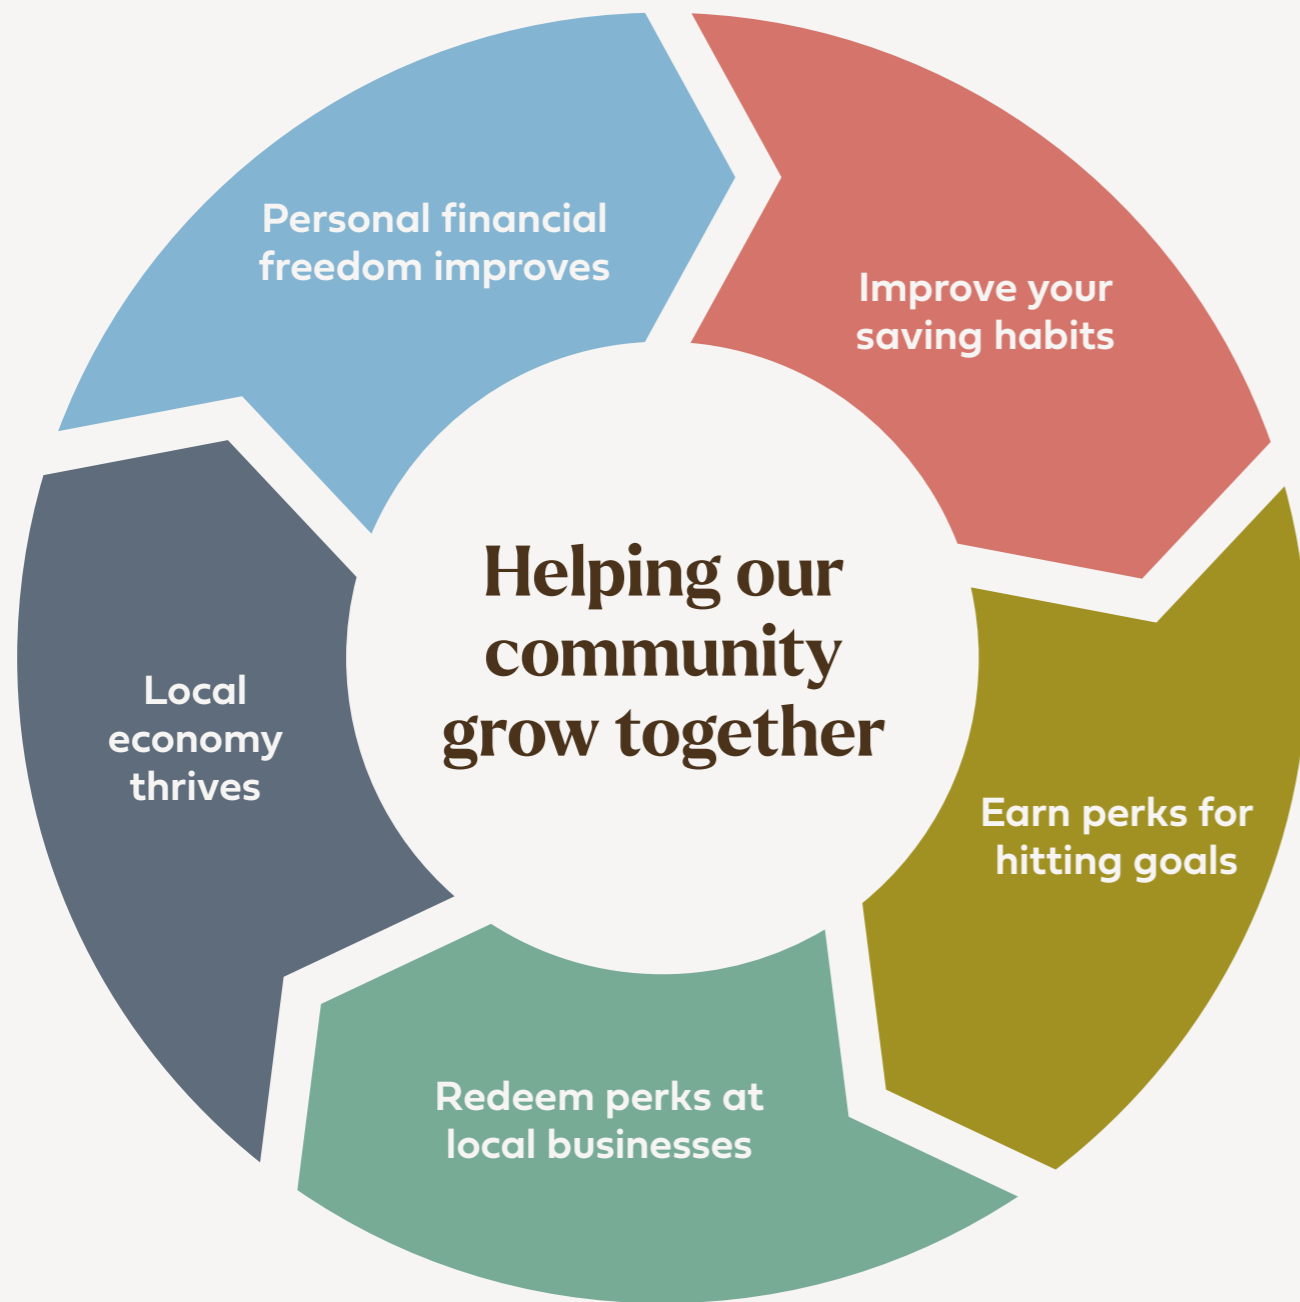 Personal financial
freedom improves
Improve your
saving habits
Helping our
community
grow together
Local
economy
thrives
Earn perks for
hitting goals
Redeem perks at
local businesses